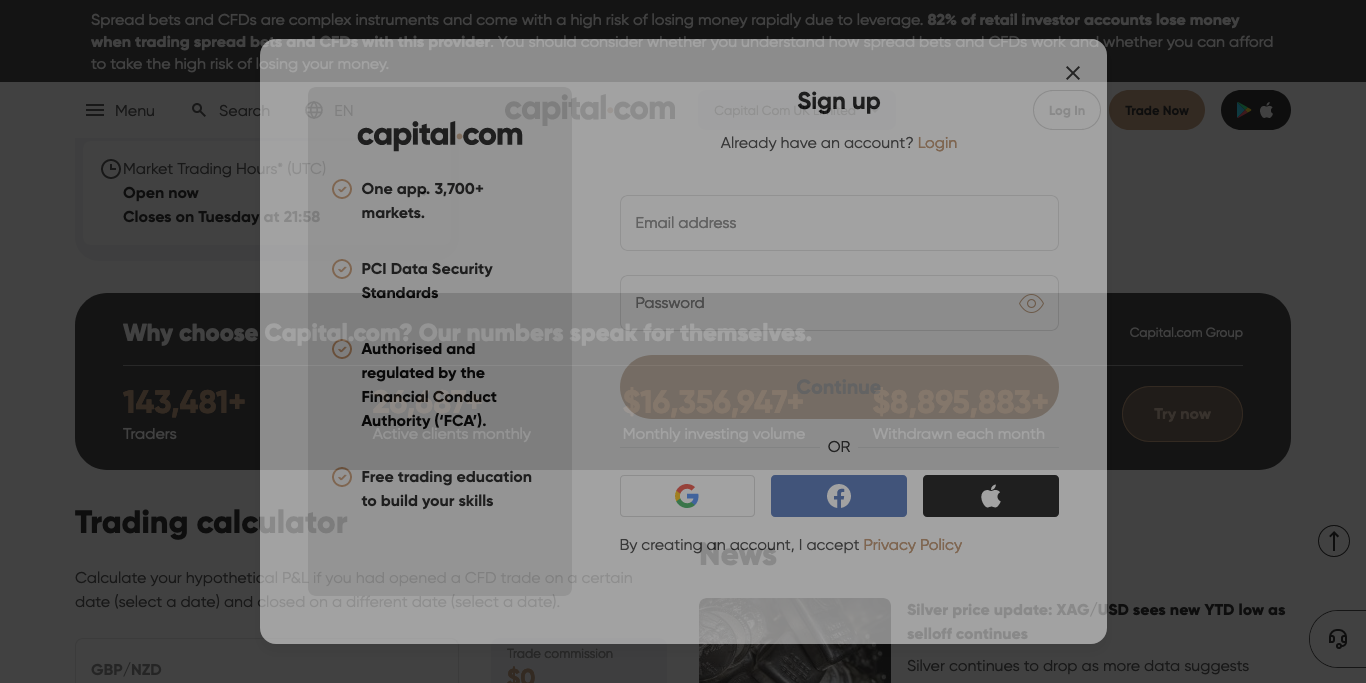 Spread bets and CFDs are complex instruments and come with a high risk of losing money rapidly due to leverage. 82% of retail investor accounts lose money
when trading spread bets and CFDs with this provider. You should consider whether you understand how spread bets and CFDs work and whether you can afford
to take the high risk of losing your money.
Menu
Search
EN
capital.com
Capital Com UK Limited
Log In
Trade Now
Market Trading Hours* (UTC)
Open now
Closes on Tuesday at 21:58
Sign up
Already have an account? Login
capital.com
One app. 3,700+
markets.
PCI Data Security
Standards
Authorised and
regulated by the
Financial Conduct
Authority (‘FCA’).
Free trading education
to build your skills
Email address
Password
Continue
OR
By creating an account, I accept Privacy Policy
Why choose Capital.com? Our numbers speak for themselves.
Capital.com Group
143,481+
Traders
Active clients monthly
$16,356,947+
Monthly investing volume
$8,895,883+
Withdrawn each month
Try now
Trading calculator
Calculate your hypothetical P&L if you had opened a CFD trade on a certain
date (select a date) and closed on a different date (select a date).
GBP/NZD
Trade commission
$0
News
Silver price update: XAG/USD sees new YTD low as
selloff continues
Silver continues to drop as more data suggests